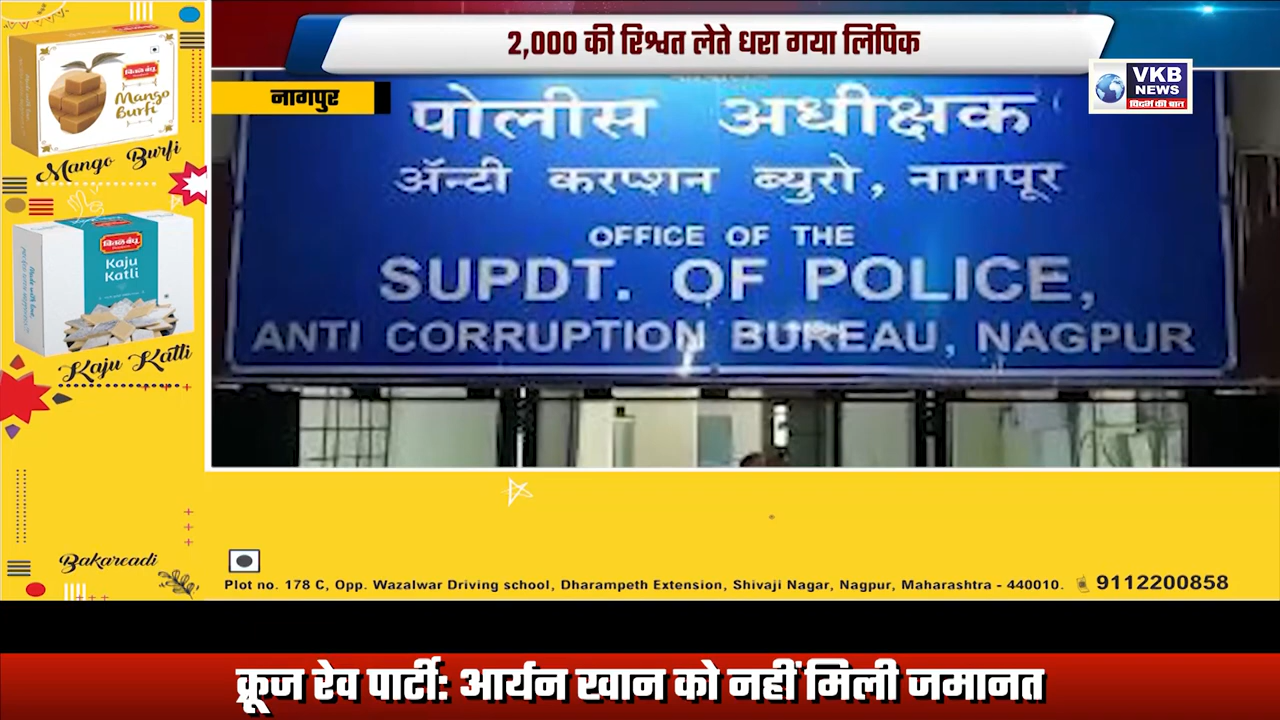 2,000 की रिश्वत लेते धरा गया लिपिक
VKB
NEWS
विदर्भ की बात
नागपुर
पोलीस अधीक्षक
ॲन्टी करप्शन ब्युरो, नागपूर
OFFICE OF THE
SUPDT. OF POLICE,
ANTI CORRUPTION BUREAU, NAGPUR
Mango
Burfi
Mango Burfi
Kaju
Katli
Kaju Katli
Bakarwadi
Plot no. 178 C, Opp. Wazalwar Driving school, Dharampeth Extension, Shivaji Nagar, Nagpur, Maharashtra - 440010. 9112200858
क्रूज रेव पार्टी: आर्यन खान को नहीं मिली जमानत